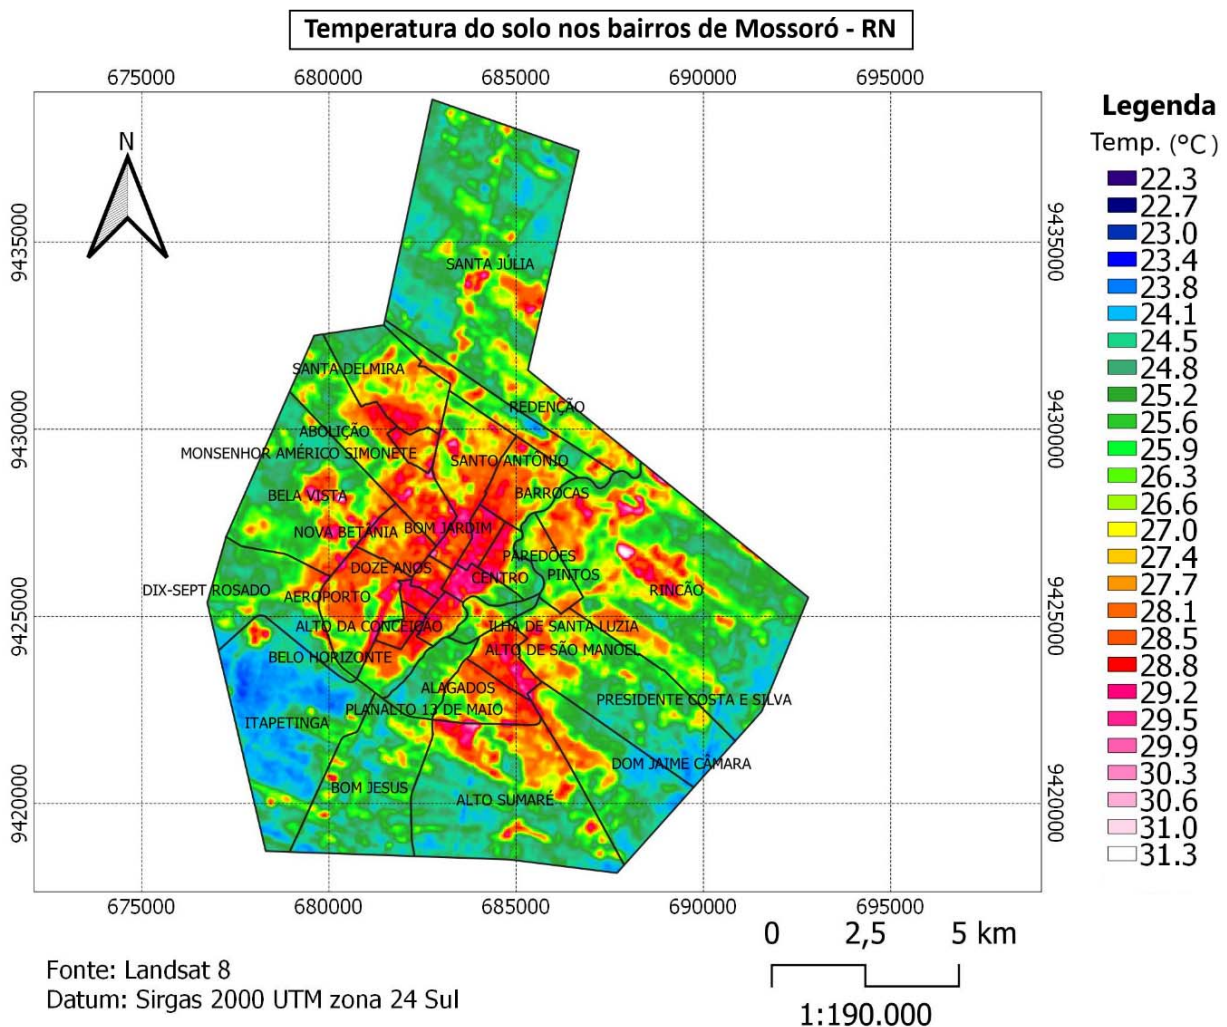 Temperatura do solo nos bairros de Mossoró - RN
675000 680000 685000 690000 695000
N
Legenda
Temp. (°C)
22.3
22.7
23.0
23.4
23.8
24.1
24.5
24.8
25.2
25.6
25.9
26.3
26.6
27.0
27.4
27.7
28.1
28.5
28.8
29.2
29.5
29.9
30.3
30.6
31.0
31.3
9435000 9435000
SANTA JÚLIA
SANTA DELMIRA
REDENÇÃO
9430000 9430000
ABOLIÇÃO
MONSENHOR AMÉRICO SIMONETE
SANTO ANTÔNIO
BELA VISTA
BARROCAS
NOVA BETÂNIA
BOM JARDIM
PAREDÕES
DOZE ANOS
CENTRO
PINTOS
DIX-SEPT ROSADO
AEROPORTO
RINCÃO
9425000 9425000
ALTO DA CONCEIÇÃO
ILHA DE SANTA LUZIA
ALTO DE SÃO MANOEL
BELO HORIZONTE
ALAGADOS
PRESIDENTE COSTA E SILVA
PLANALTO 13 DE MAIO
ITAPETINGA
DOM JAIME CÂMARA
BOM JESUS
ALTO SUMARÉ
9420000 9420000
675000 680000 685000 690000 695000
0 2,5 5 km
1:190.000
Fonte: Landsat 8
Datum: Sirgas 2000 UTM zona 24 Sul